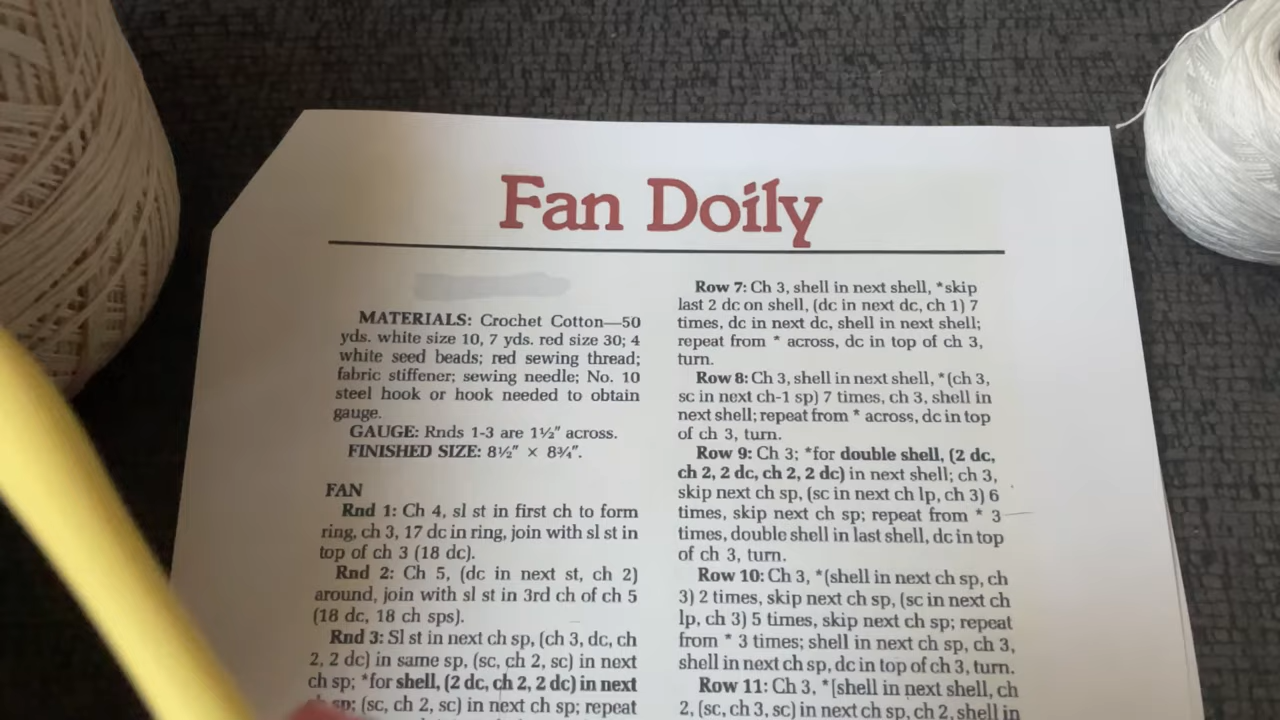 Fan Doily
MATERIALS: Crochet Cotton—50
yds. white size 10, 7 yds. red size 30; 4
white seed beads; red sewing thread;
fabric stiffener; sewing needle; No. 10
steel hook or hook needed to obtain
gauge.
GAUGE: Rnds 1-3 are 1½" across.
FINISHED SIZE: 8½" × 8¾".
FAN
Rnd 1: Ch 4, sl st in first ch to form
ring, ch 3, 17 dc in ring, join with sl st in
top of ch 3 (18 dc).
Rnd 2: Ch 5, (dc in next st, ch 2)
around, join with sl st in 3rd ch of ch 5
(18 dc, 18 ch sps).
Rnd 3: Sl st in next ch sp, (ch 3, dc, ch
2, 2 dc) in same sp, (sc, ch 2, sc) in next
ch sp; *for shell, (2 dc, ch 2, 2 dc) in next
sp; (sc, ch 2, sc) in next ch sp; repeat
Row 7: Ch 3, shell in next shell, *skip
last 2 dc on shell, (dc in next dc, ch 1) 7
times, dc in next dc, shell in next shell;
repeat from * across, dc in top of ch 3,
turn.
Row 8: Ch 3, shell in next shell, *(ch 3,
sc in next ch-1 sp) 7 times, ch 3, shell in
next shell; repeat from * across, dc in top
of ch 3, turn.
Row 9: Ch 3; *for double shell, (2 dc,
ch 2, 2 dc, ch 2, 2 dc) in next shell; ch 3,
skip next ch sp, (sc in next ch lp, ch 3) 6
times, skip next ch sp; repeat from * 3
times, double shell in last shell, dc in top
of ch 3, turn.
Row 10: Ch 3, *(shell in next ch sp, ch
3) 2 times, skip next ch sp, (sc in next ch
lp, ch 3) 5 times, skip next ch sp; repeat
from * 3 times; shell in next ch sp, ch 3,
shell in next ch sp, dc in top of ch 3, turn.
Row 11: Ch 3, *[shell in next shell, ch
2, (sc, ch 3, sc) in next ch sp, ch 2, shell in